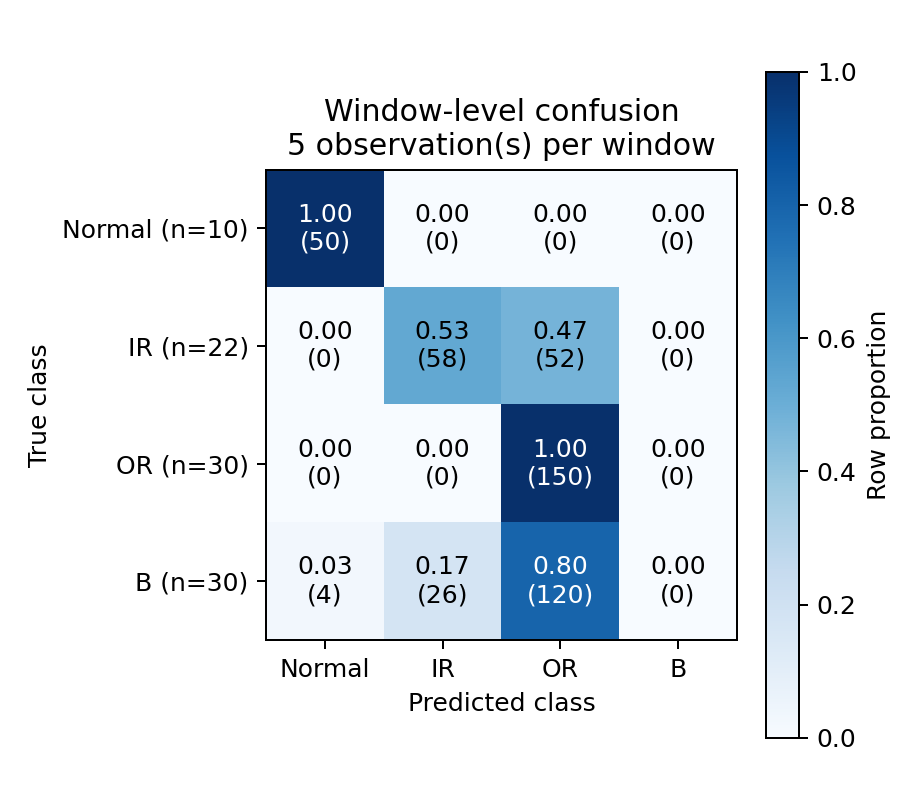 Window-level confusion
5 observation(s) per window
True class
Normal (n=10)
1.00 0.00 0.00 0.00
(50) (0) (0) (0)
IR (n=22)
0.00 0.53 0.47 0.00
(0) (58) (52) (0)
OR (n=30)
0.00 0.00 1.00 0.00
(0) (0) (150) (0)
B (n=30)
0.03 0.17 0.80 0.00
(4) (26) (120) (0)
Normal IR OR B
Predicted class
1.0
0.8
0.6
0.4
0.2
0.0
Row proportion